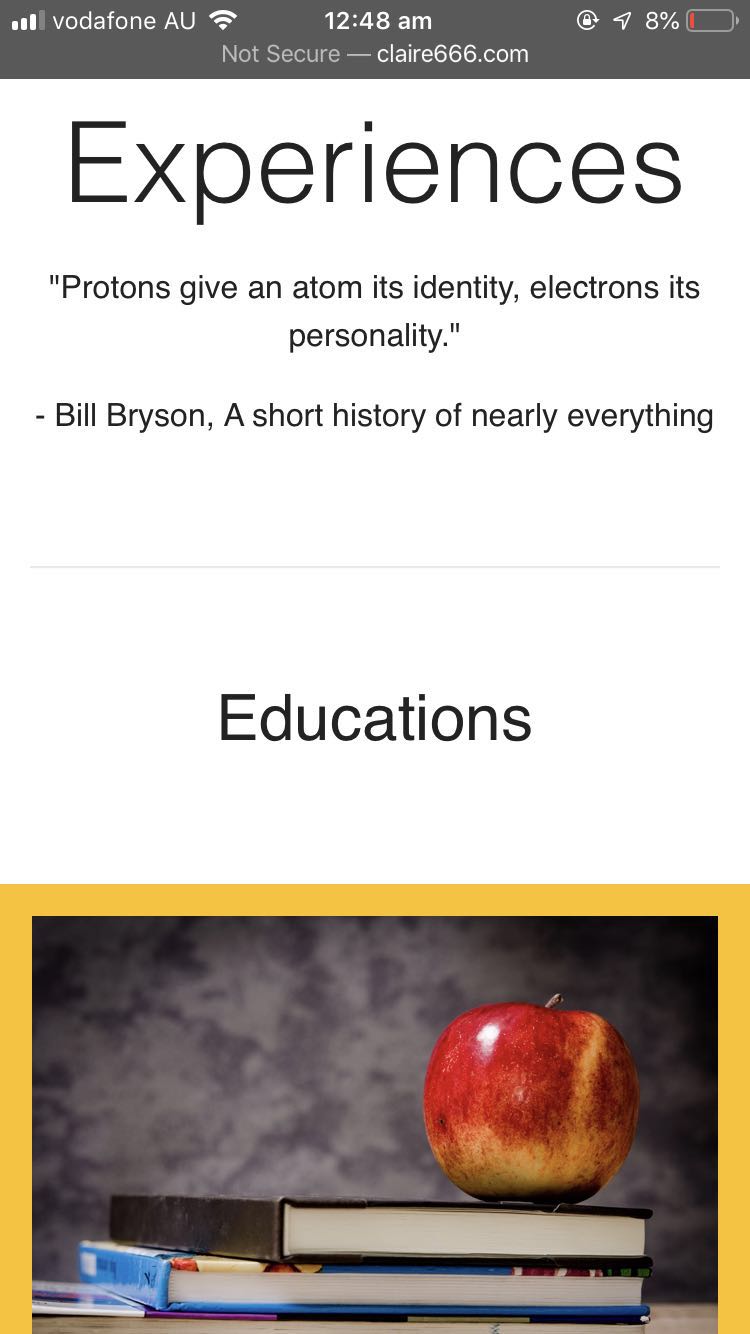 vodafone AU 12:48 am 8%
Not Secure — claire666.com
Experiences
"Protons give an atom its identity, electrons its
personality."
- Bill Bryson, A short history of nearly everything
Educations